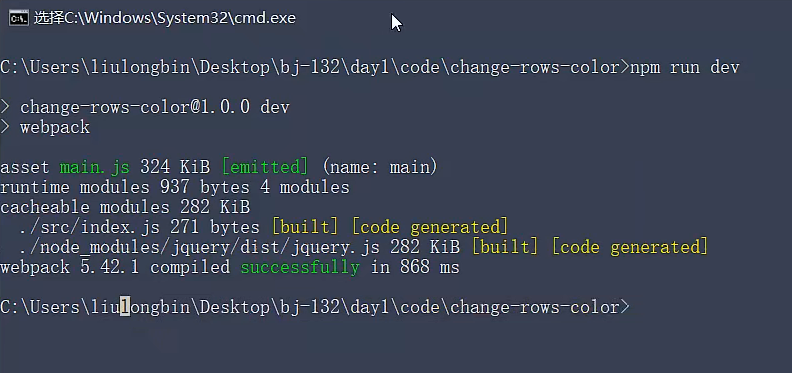 选择C:\Windows\System32\cmd.exe
C:\Users\liulongbin\Desktop\bj-132\day1\code\change-rows-color>npm run dev
> change-rows-color@1.0.0 dev
> webpack
asset main.js 324 KiB [emitted] (name: main)
runtime modules 937 bytes 4 modules
cacheable modules 282 KiB
./src/index.js 271 bytes [built] [code generated]
./node_modules/jquery/dist/jquery.js 282 KiB [built] [code generated]
webpack 5.42.1 compiled successfully in 868 ms
C:\Users\liulongbin\Desktop\bj-132\day1\code\change-rows-color>